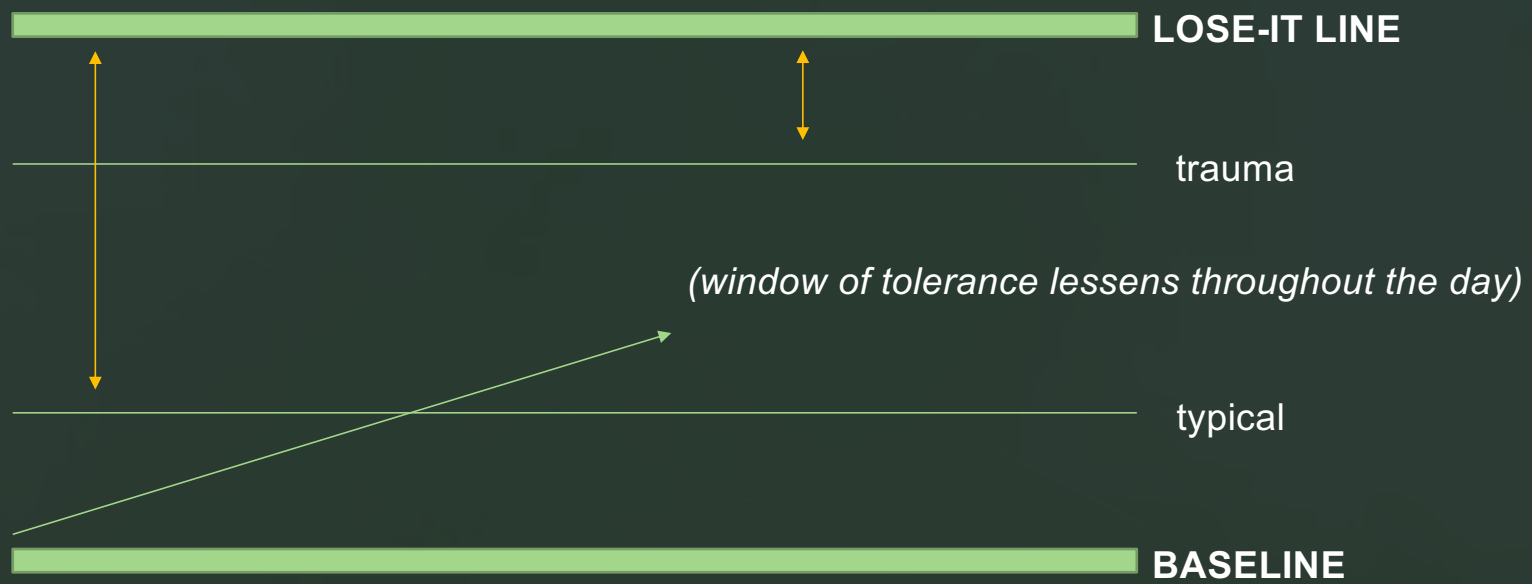 LOSE-IT LINE
trauma
(window of tolerance lessens throughout the day)
typical
BASELINE